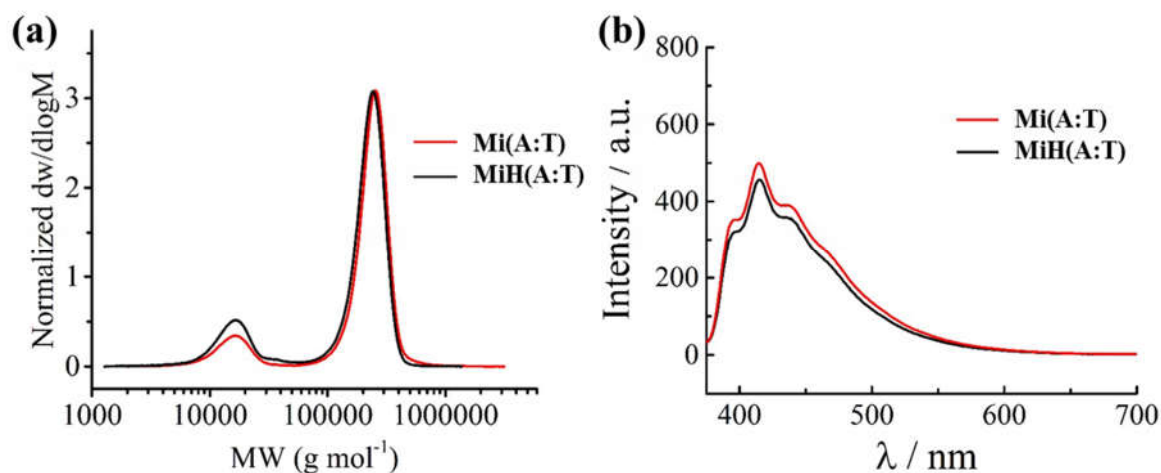 (a)
Normalized dw/dlogM
3
2
1
0
Mi(A:T)
MiH(A:T)
1000
10000
100000
1000000
MW (g mol⁻¹)
(b)
Intensity / a.u.
800
600
400
200
0
Mi(A:T)
MiH(A:T)
400
500
600
700
λ / nm